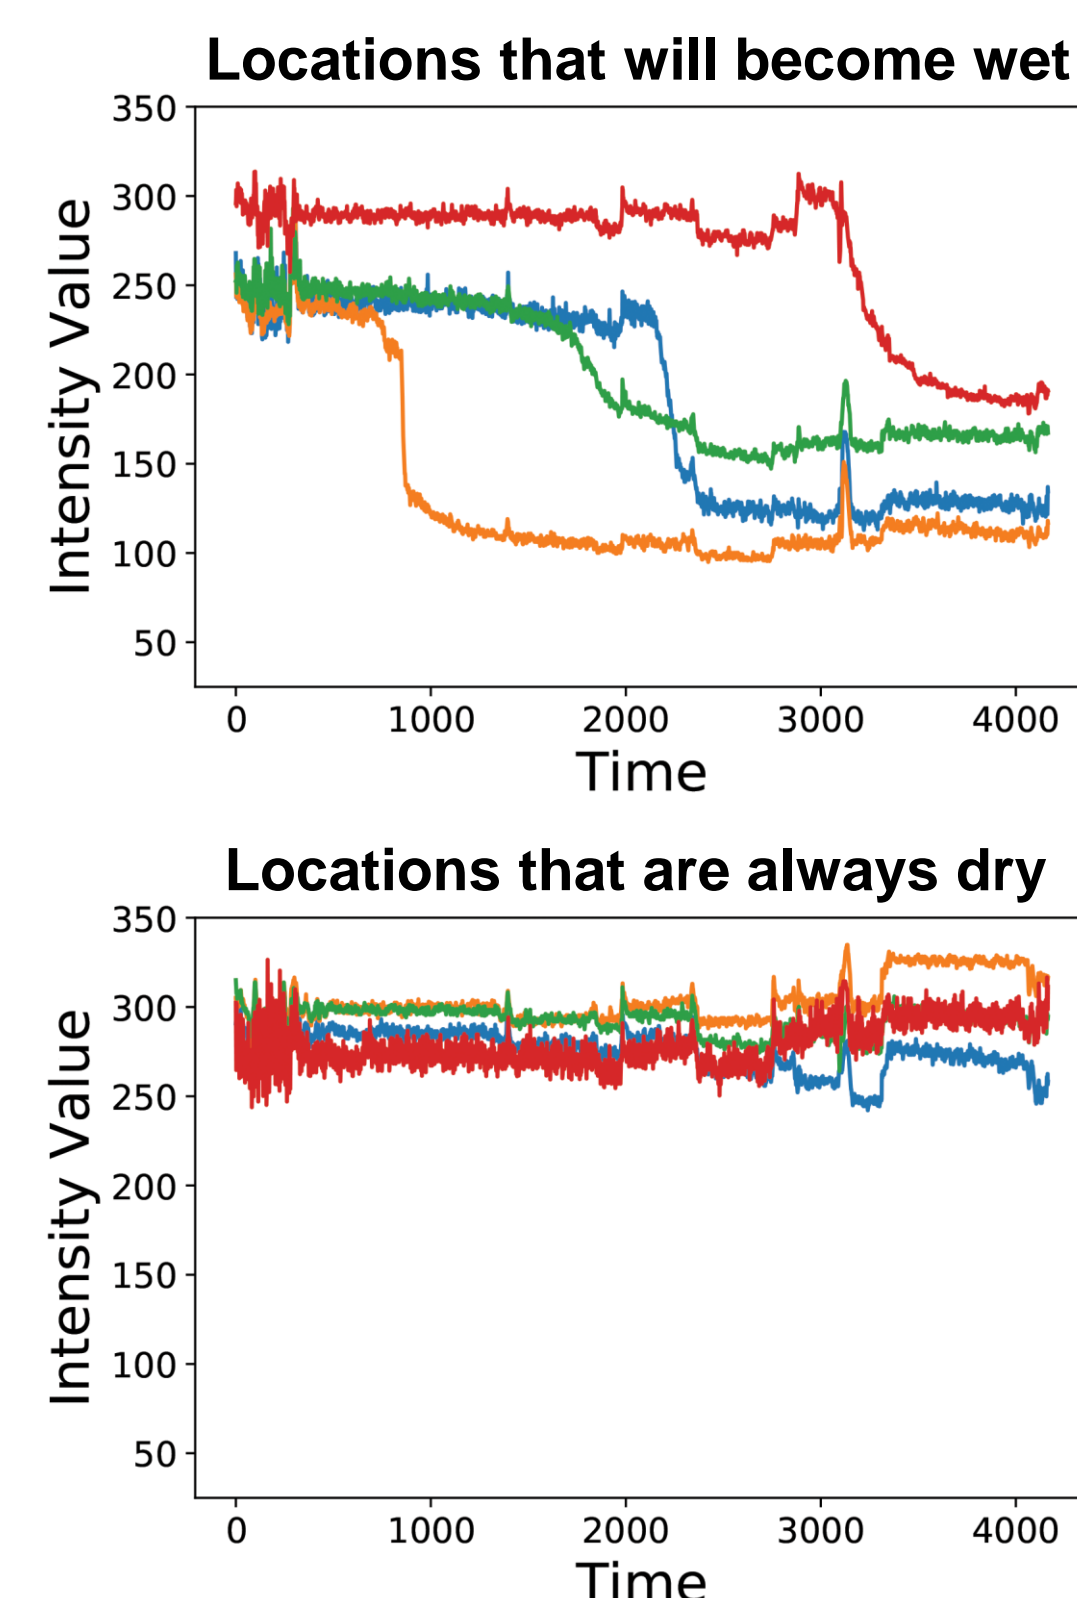 Locations that will become wet
350
300
250
200
150
100
50
Intensity Value
0 1000 2000 3000 4000
Time
Locations that are always dry
350
300
250
200
150
100
50
Intensity Value
0 1000 2000 3000 4000
Time